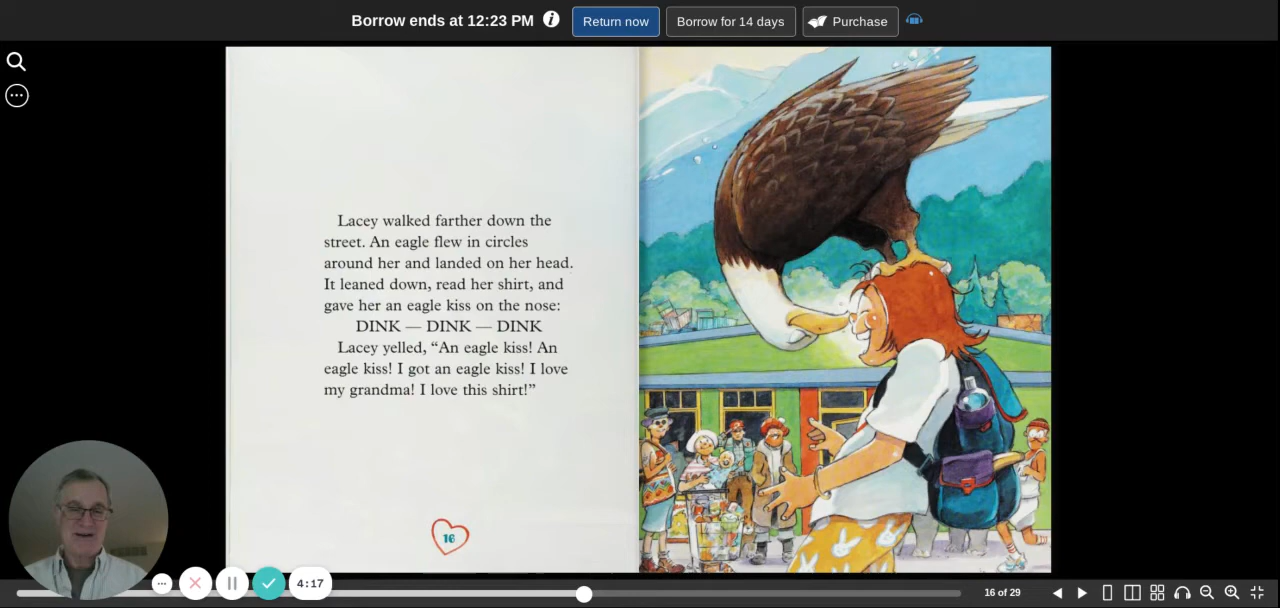 Borrow ends at 12:23 PM
Return now
Borrow for 14 days
Purchase
Lacey walked farther down the
street. An eagle flew in circles
around her and landed on her head.
It leaned down, read her shirt, and
gave her an eagle kiss on the nose:
DINK — DINK — DINK
Lacey yelled, “An eagle kiss! An
eagle kiss! I got an eagle kiss! I love
my grandma! I love this shirt!”
16
4:17
16 of 29